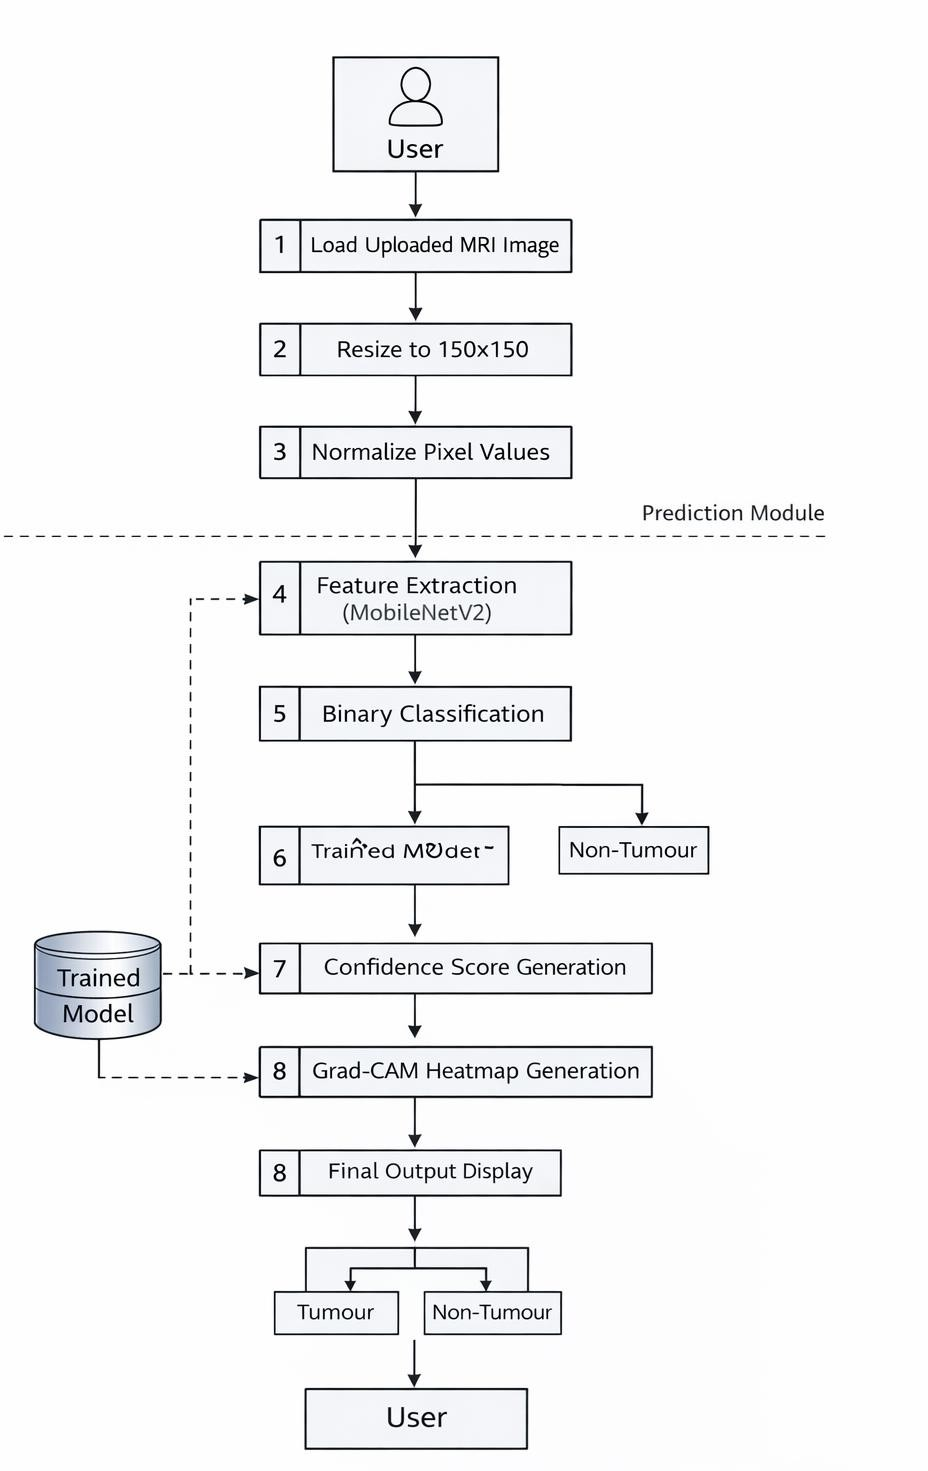 User
1 Load Uploaded MRI Image
2 Resize to 150x150
3 Normalize Pixel Values
Prediction Module
4 Feature Extraction
(MobileNetV2)
5 Binary Classification
6
Non-Tumour
7 Confidence Score Generation
Trained
Model
8 Grad-CAM Heatmap Generation
8 Final Output Display
Tumour
Non-Tumour
User